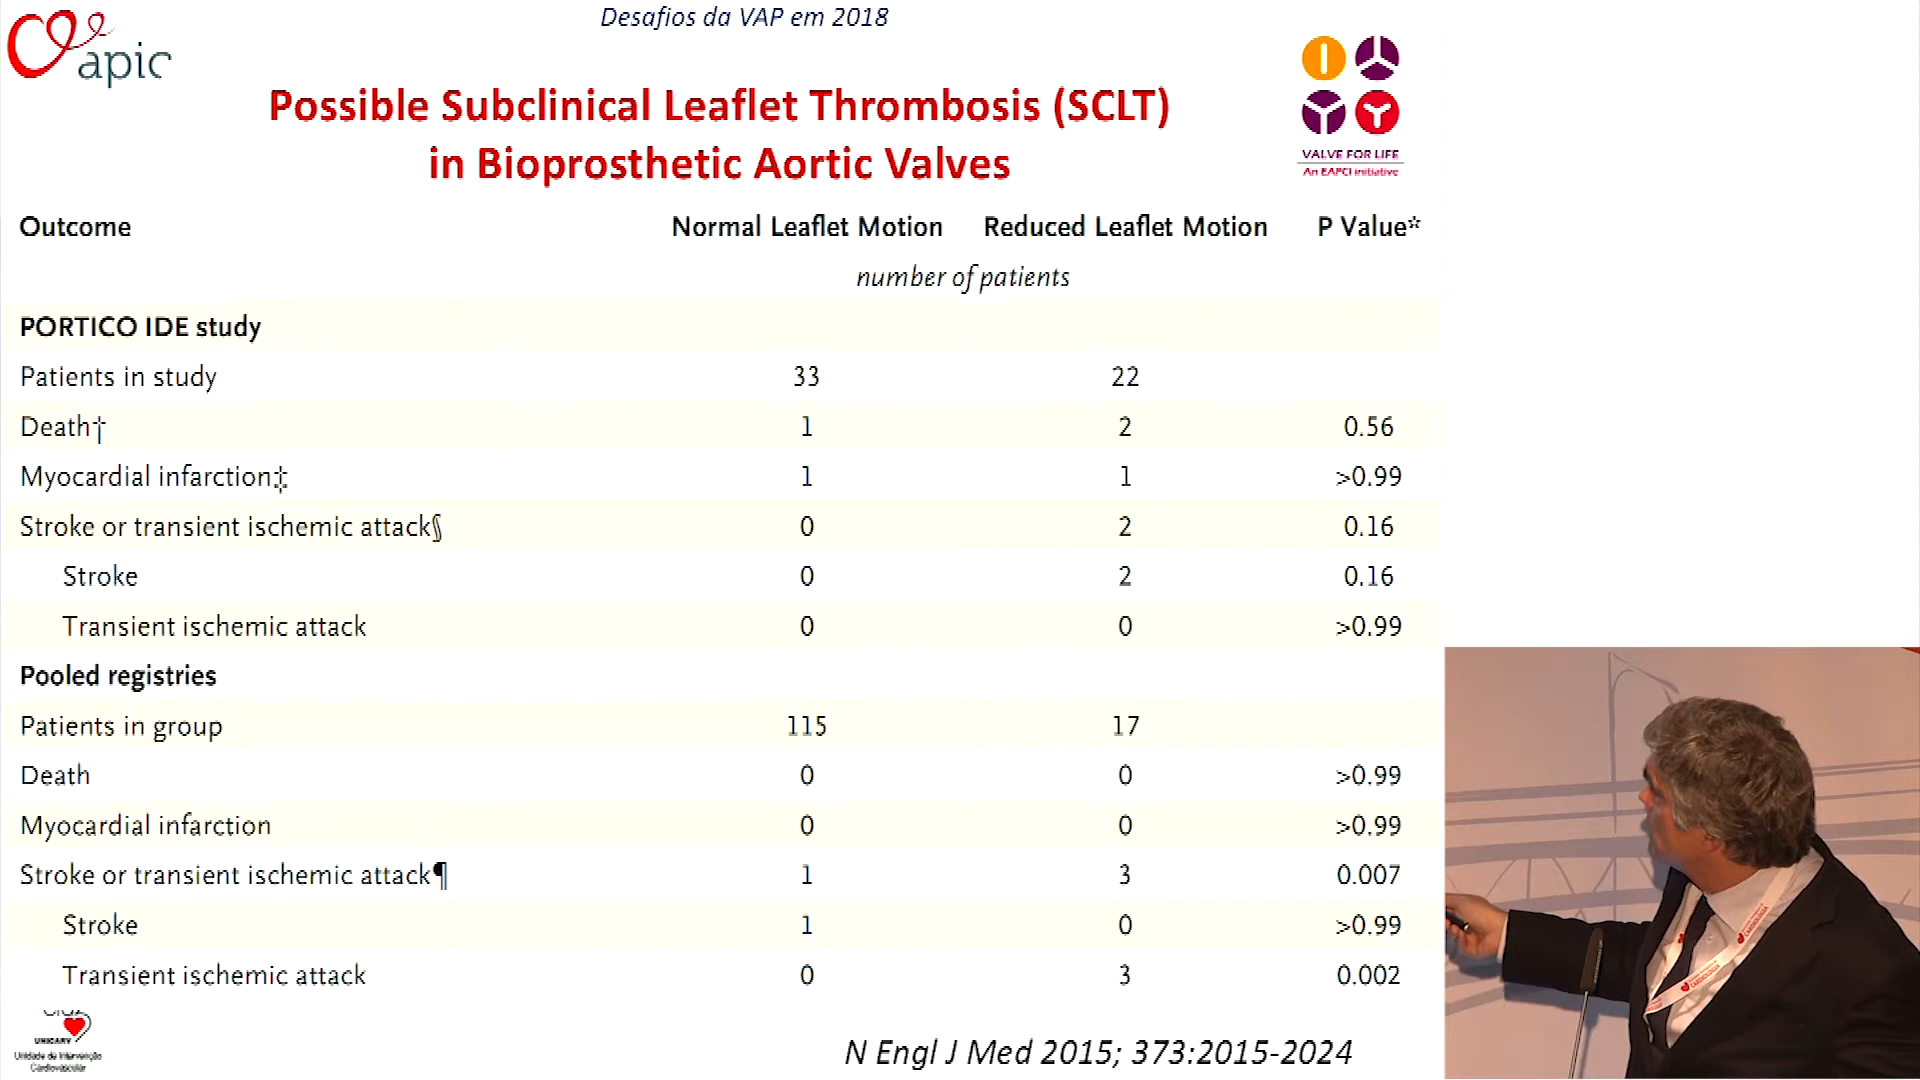 Desafios da VAP em 2018
apic
Possible Subclinical Leaflet Thrombosis (SCLT)
in Bioprosthetic Aortic Valves
VALVE FOR LIFE
An EAPCI initiative
Outcome Normal Leaflet Motion Reduced Leaflet Motion P Value*
number of patients
PORTICO IDE study
Patients in study 33 22
Death† 1 2 0.56
Myocardial infarction‡ 1 1 >0.99
Stroke or transient ischemic attack§ 0 2 0.16
Stroke 0 2 0.16
Transient ischemic attack 0 0 >0.99
Pooled registries
Patients in group 115 17
Death 0 0 >0.99
Myocardial infarction 0 0 >0.99
Stroke or transient ischemic attack¶ 1 3 0.007
Stroke 1 0 >0.99
Transient ischemic attack 0 3 0.002
UNICARV
Unidade de Intervenção
Cardiovascular
N Engl J Med 2015; 373:2015-2024
CARDIOLOGIA
CARDIOLOGIA